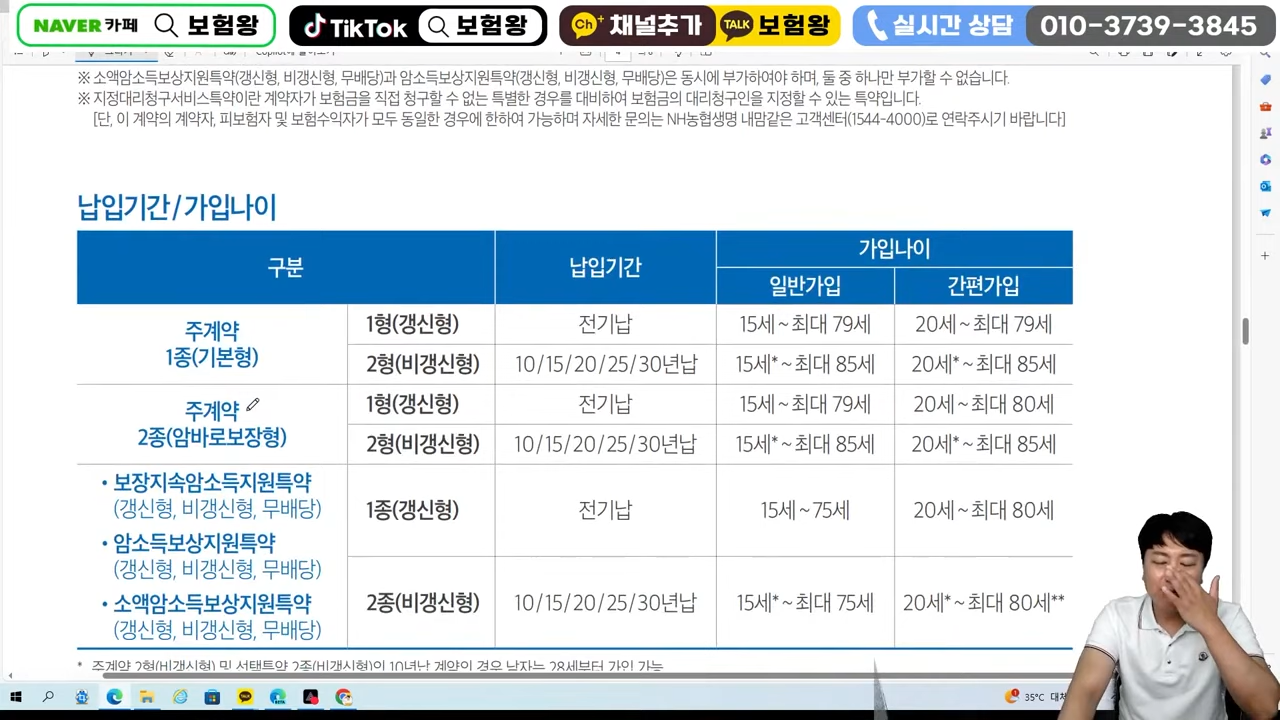 NAVER 카페 보험왕 TikTok 보험왕 Ch+ 채널추가 TALK 보험왕 실시간 상담 010-3739-3845
※ 소액암소득보상지원특약(갱신형, 비갱신형, 무배당)과 암소득보상지원특약(갱신형, 비갱신형, 무배당)은 동시에 부가하여야 하며, 둘 중 하나만 부가할 수 없습니다.
※ 지정대리청구서비스특약이란 계약자가 보험금을 직접 청구할 수 없는 특별한 경우를 대비하여 보험금의 대리청구인을 지정할 수 있는 특약입니다.
[단, 이 계약의 계약자, 피보험자 및 보험수익자가 모두 동일한 경우에 한하여 가능하며 자세한 문의는 NH농협생명 내맘같은 고객센터(1544-4000)로 연락주시기 바랍니다]
납입기간/가입나이
구분 납입기간 가입나이
일반가입 간편가입
주계약
1종(기본형)
1형(갱신형) 전기납 15세~최대 79세 20세~최대 79세
2형(비갱신형) 10/15/20/25/30년납 15세*~최대 85세 20세*~최대 85세
주계약
2종(암바로보장형)
1형(갱신형) 전기납 15세~최대 79세 20세~최대 80세
2형(비갱신형) 10/15/20/25/30년납 15세*~최대 85세 20세*~최대 85세
• 보장지속암소득지원특약
(갱신형, 비갱신형, 무배당)
• 암소득보상지원특약
(갱신형, 비갱신형, 무배당)
• 소액암소득보상지원특약
(갱신형, 비갱신형, 무배당)
1종(갱신형) 전기납 15세~75세 20세~최대 80세
2종(비갱신형) 10/15/20/25/30년납 15세*~최대 75세 20세*~최대 80세**
* 주계약 2형(비갱신형) 및 선택특약 2종(비갱신형)의 10년납 계약의 경우 남자는 28세부터 가입 가능
35℃ 대체